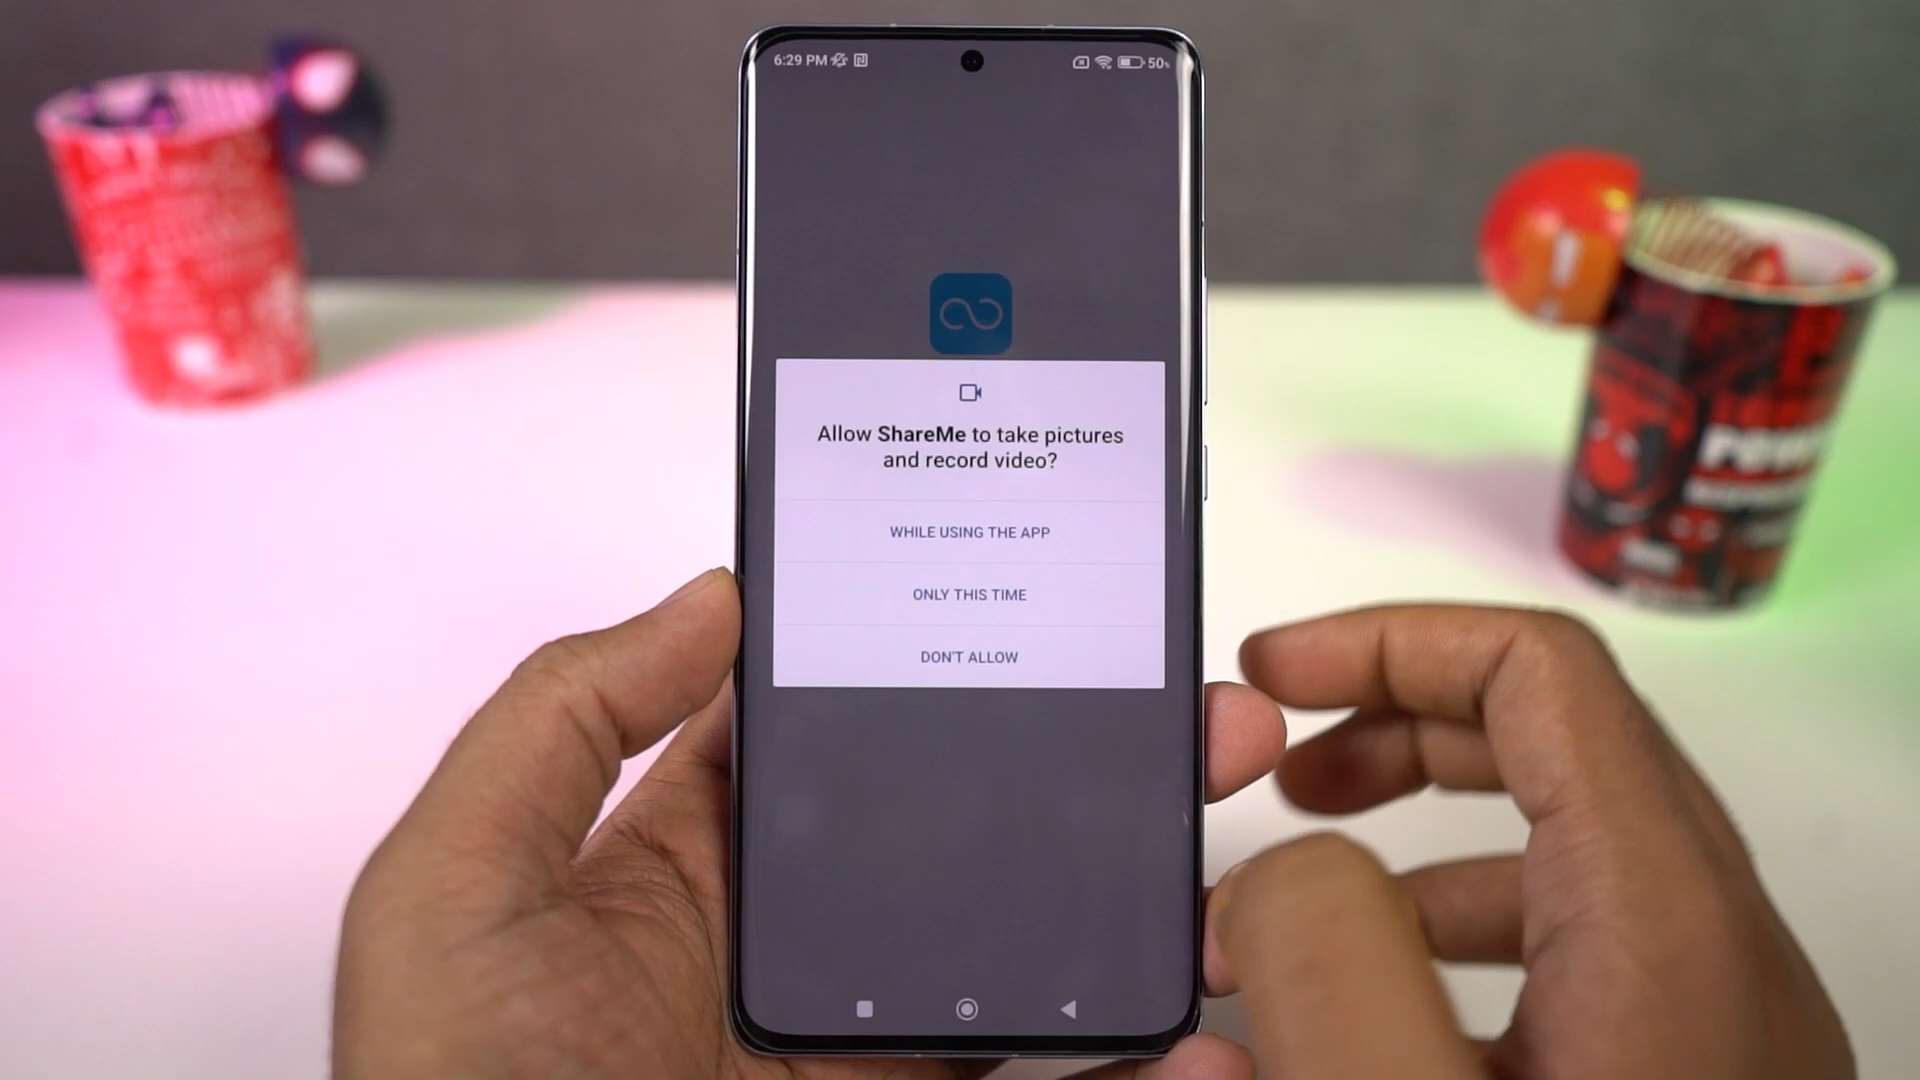 6:29 PM
50%
Allow ShareMe to take pictures
and record video?
WHILE USING THE APP
ONLY THIS TIME
DON'T ALLOW